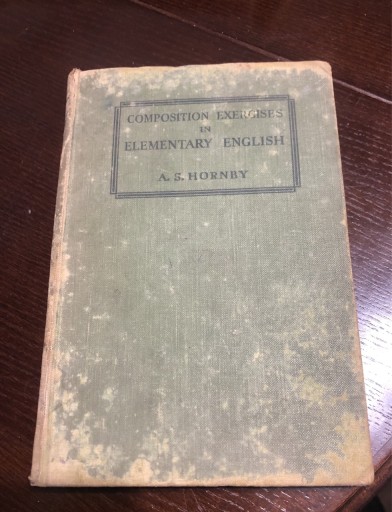 COMPOSITION EXERCISES
IN
ELEMENTARY ENGLISH
A. S. HORNBY